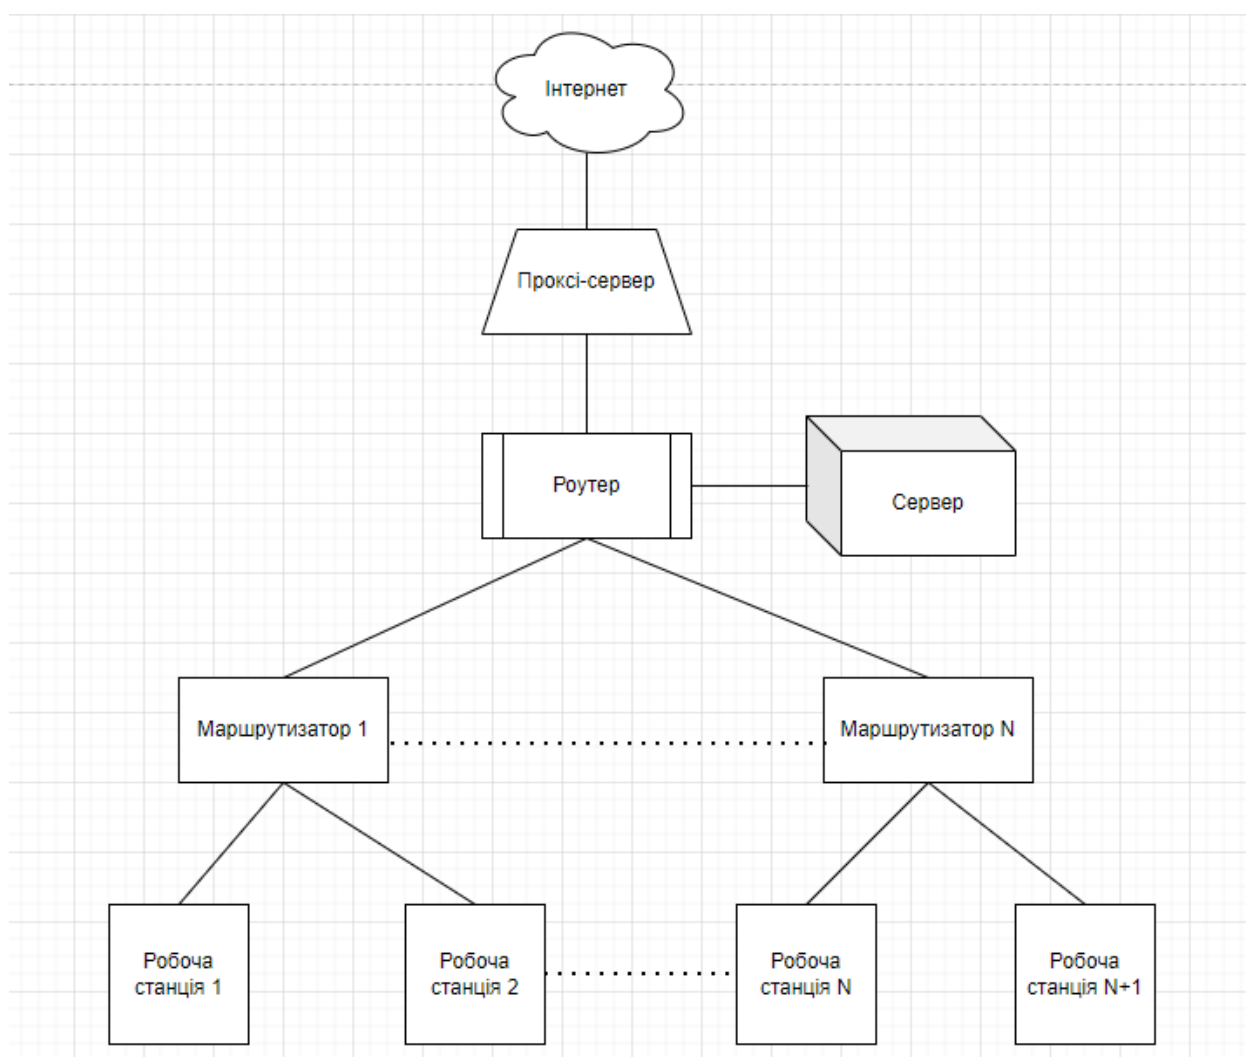 Інтернет
Проксі-сервер
Роутер
Сервер
Маршрутизатор 1
Маршрутизатор N
Робоча
станція 1
Робоча
станція 2
Робоча
станція N
Робоча
станція N+1